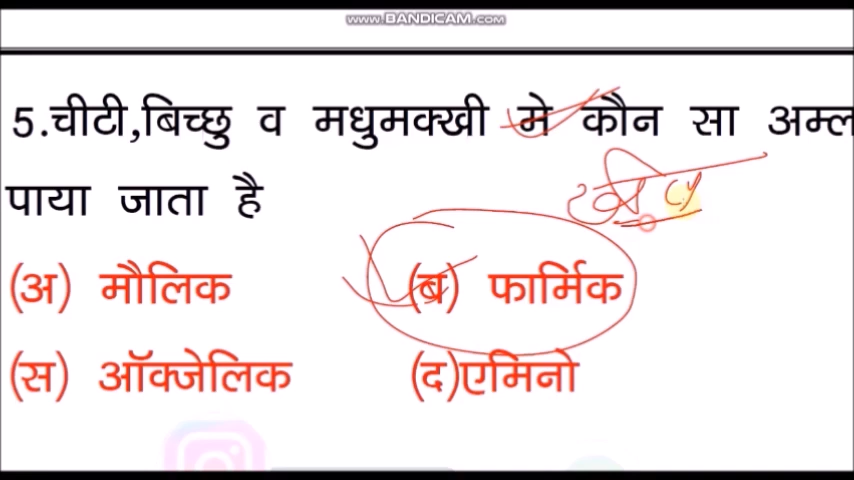 www.BANDICAM.com
5.चीटी,बिच्छु व मधुमक्खी मे कौन सा अम्ल
पाया जाता है
(अ) मौलिक (ब) फार्मिक
(स) ऑक्जेलिक (द)एमिनो